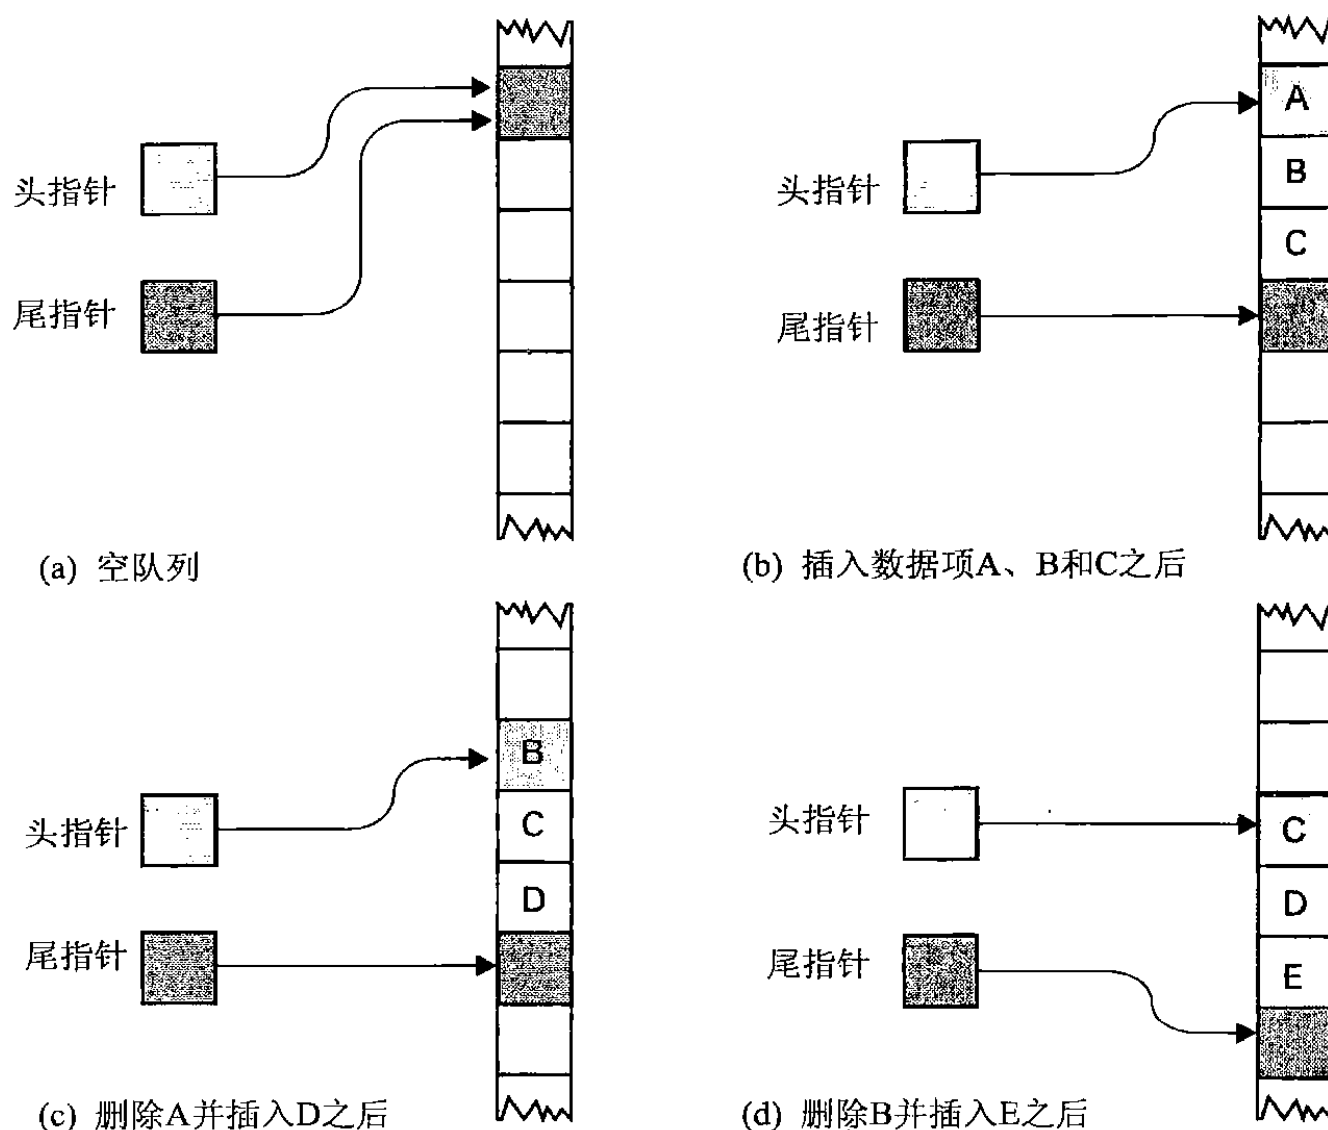 头指针
尾指针
(a) 空队列
头指针
尾指针
A
B
C
(b) 插入数据项A、B和C之后
头指针
尾指针
B
C
D
(c) 删除A并插入D之后
头指针
尾指针
C
D
E
(d) 删除B并插入E之后